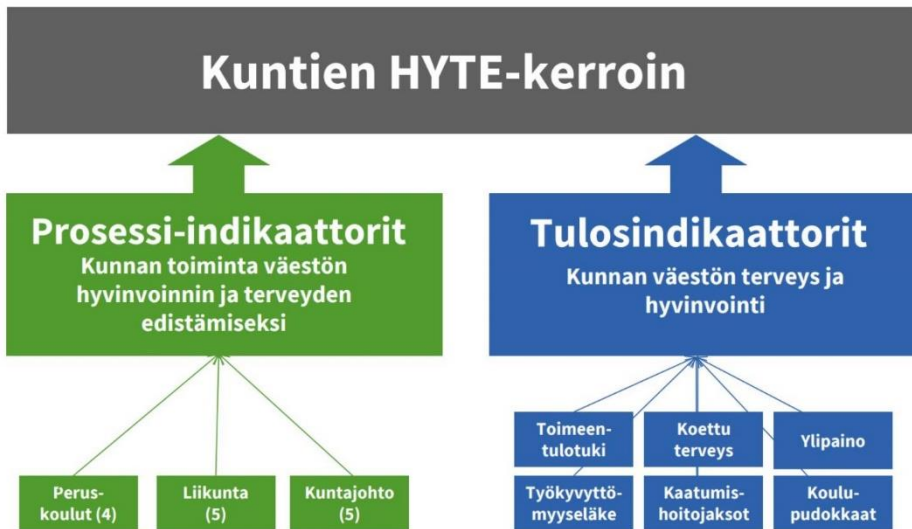 Kuntien HYTE-kerroin
Prosessi-indikaattorit
Kunnan toiminta väestön
hyvinvoinnin ja terveyden
edistämiseksi
Tulosindikaattorit
Kunnan väestön terveys ja
hyvinvointi
Toimeen-
tulotuki
Koettu
terveys
Ylipaino
Perus-
koulut (4)
Liikunta
(5)
Kuntajohto
(5)
Työkyvyttö-
myyseläke
Kaatumis-
hoitojaksot
Koulu-
pudokkaat